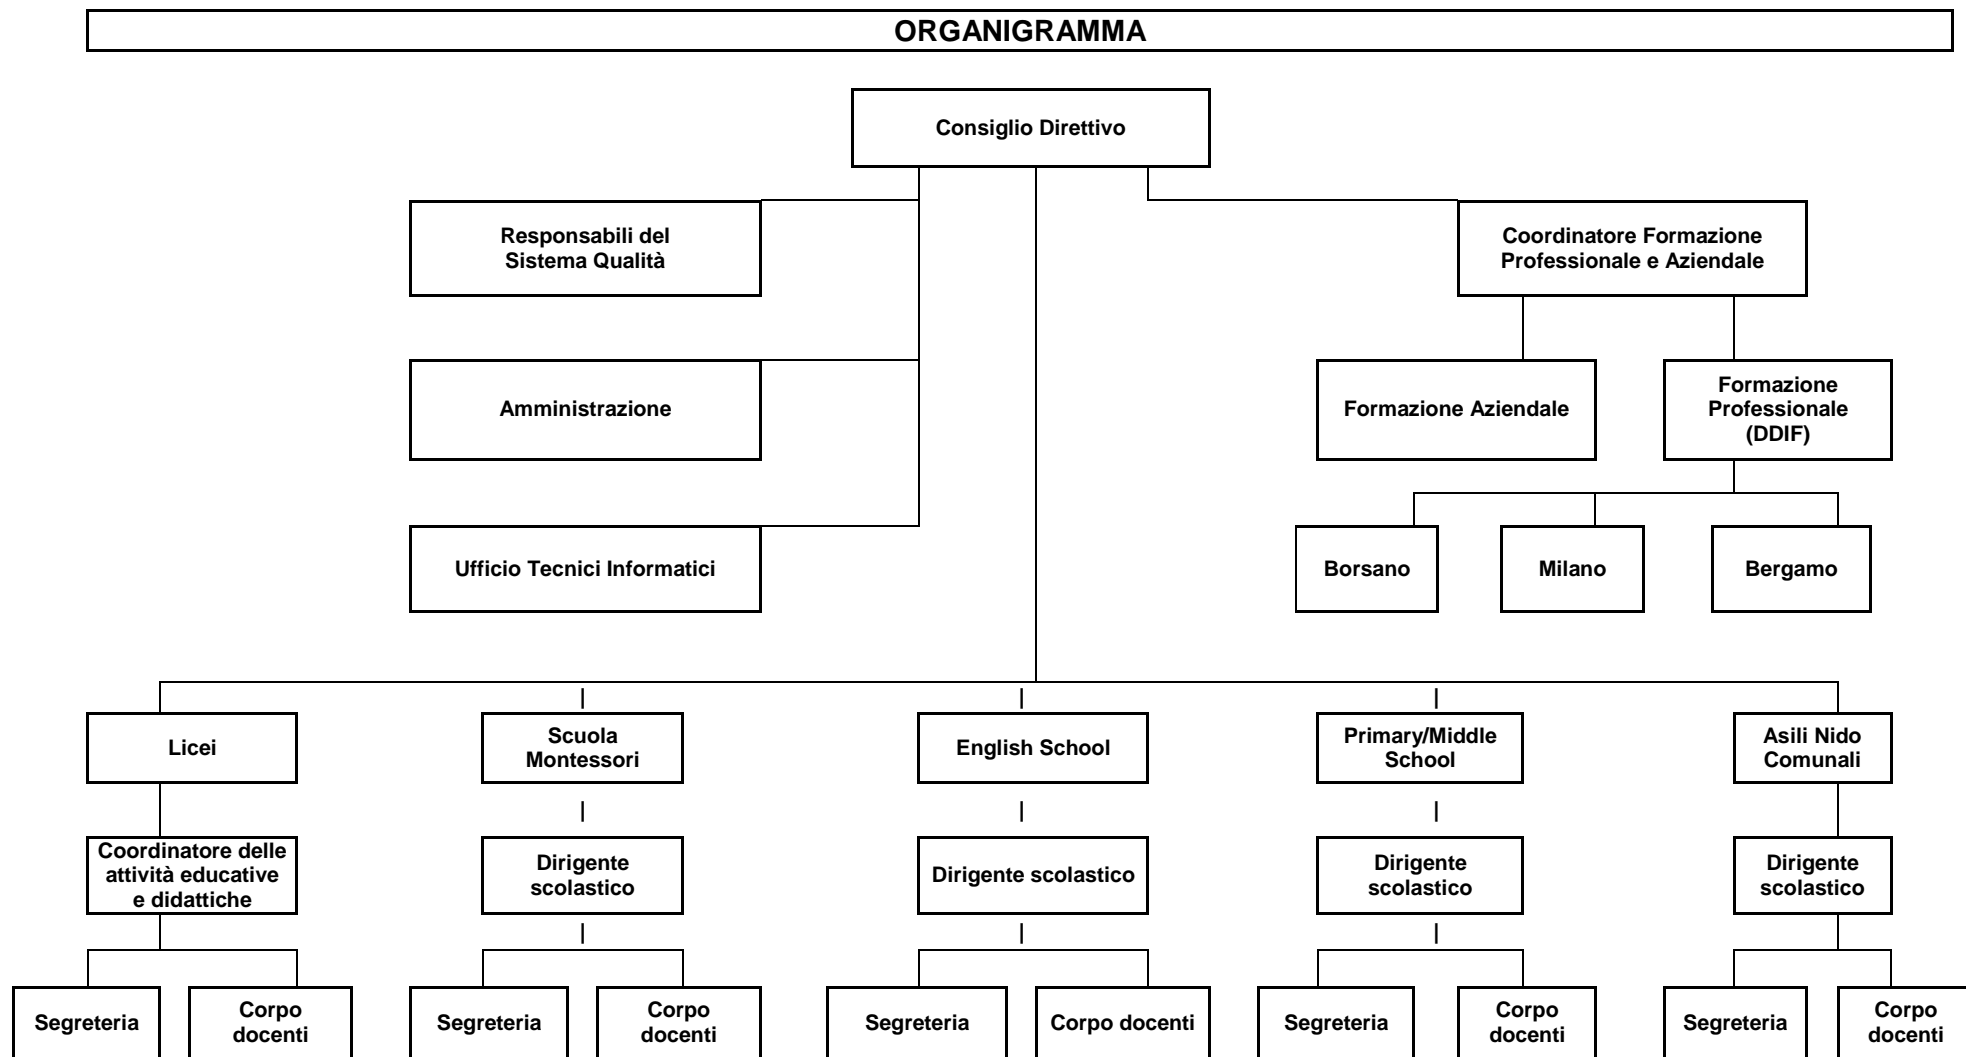 ORGANIGRAMMA
Consiglio Direttivo
Responsabili del
Sistema Qualità
Coordinatore Formazione
Professionale e Aziendale
Amministrazione
Formazione Aziendale
Formazione
Professionale
(DDIF)
Ufficio Tecnici Informatici
Borsano
Milano
Bergamo
Licei
Scuola
Montessori
English School
Primary/Middle
School
Asili Nido
Comunali
Coordinatore delle
attività educative
e didattiche
Dirigente
scolastico
Dirigente scolastico
Dirigente
scolastico
Dirigente
scolastico
Segreteria
Corpo
docenti
Segreteria
Corpo
docenti
Segreteria
Corpo docenti
Segreteria
Corpo
docenti
Segreteria
Corpo
docenti